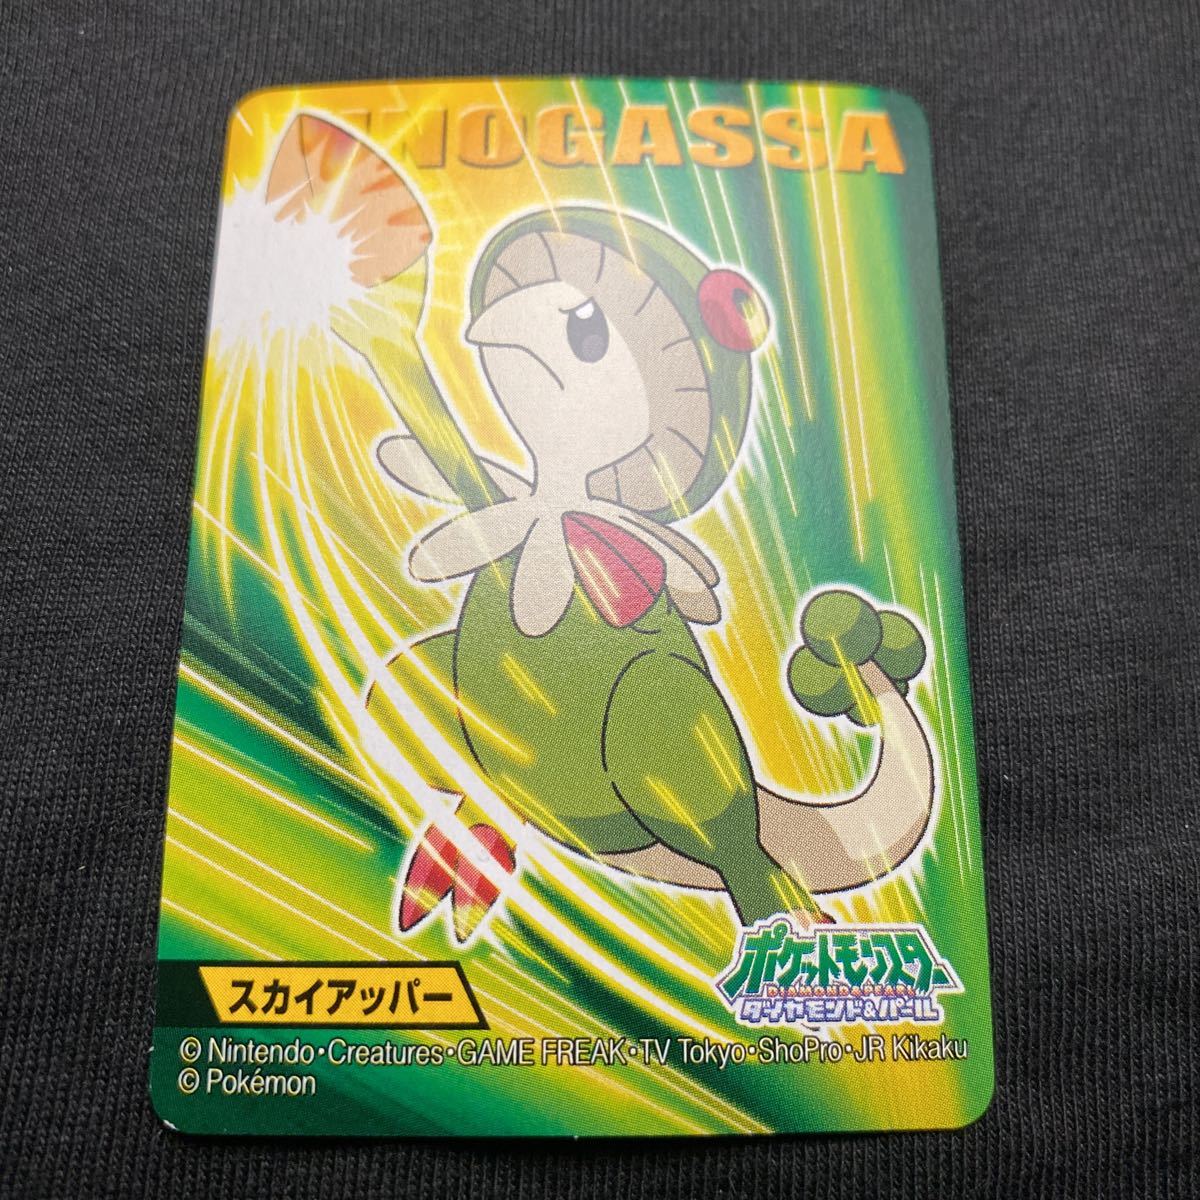 NOGASSA
ポケットモンスター
DIAMOND&PEARL
ダイヤモンド&パール
スカイアッパー
© Nintendo・Creatures・GAME FREAK・TV Tokyo・ShoPro・JR Kikaku
© Pokémon